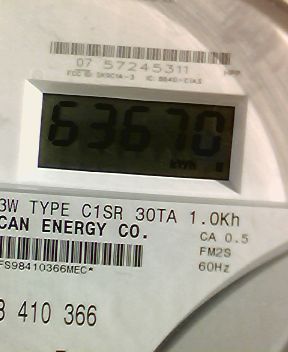 07 57245311
63670
kWh
3W TYPE C1SR 30TA 1.0Kh
CAN ENERGY CO.
CA 0.5
FM2S
60Hz
FS98410366MEC*
8 410 366